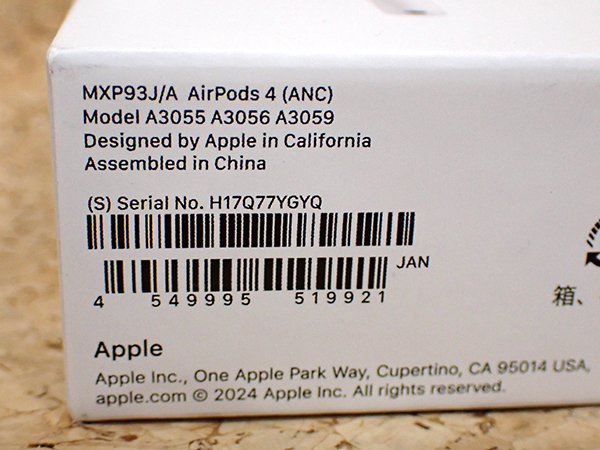 MXP93J/A AirPods 4 (ANC)
Model A3055 A3056 A3059
Designed by Apple in California
Assembled in China
(S) Serial No. H17Q77YGYQ
JAN
4 549995 519921
箱、
Apple
Apple Inc., One Apple Park Way, Cupertino, CA 95014 USA,
apple.com © 2024 Apple Inc. All rights reserved.